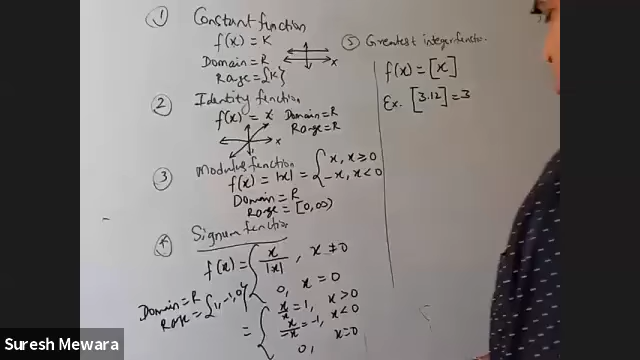 ① Constant function
f(x) = K
Domain = R
Range = {K}
x
② Identity function
f(x) = x Domain = R
Range = R
x
③ Modulus function
f(x) = |x| = { x, x ≥ 0
-x, x < 0
Domain = R
Range = [0, ∞)
④ Signum function
f(x) = { x/|x| , x ≠ 0
0, x = 0
Domain = R
Range = {1, -1, 0}
= { x/x = 1, x > 0
x/-x = -1, x < 0
0, x = 0
⑤ Greatest integer function
f(x) = [x]
Ex. [3.12] = 3
Suresh Mewara